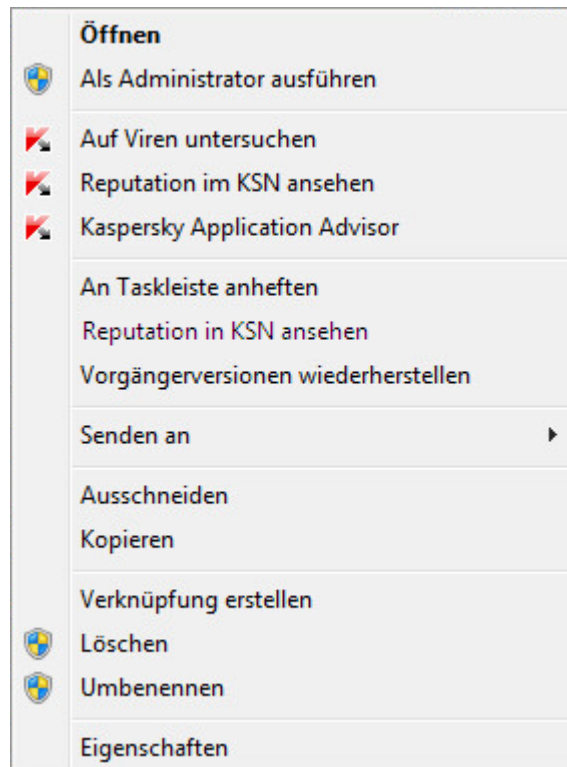 Öffnen
Als Administrator ausführen
Auf Viren untersuchen
Reputation im KSN ansehen
Kaspersky Application Advisor
An Taskleiste anheften
Reputation in KSN ansehen
Vorgängerversionen wiederherstellen
Senden an
Ausschneiden
Kopieren
Verknüpfung erstellen
Löschen
Umbenennen
Eigenschaften